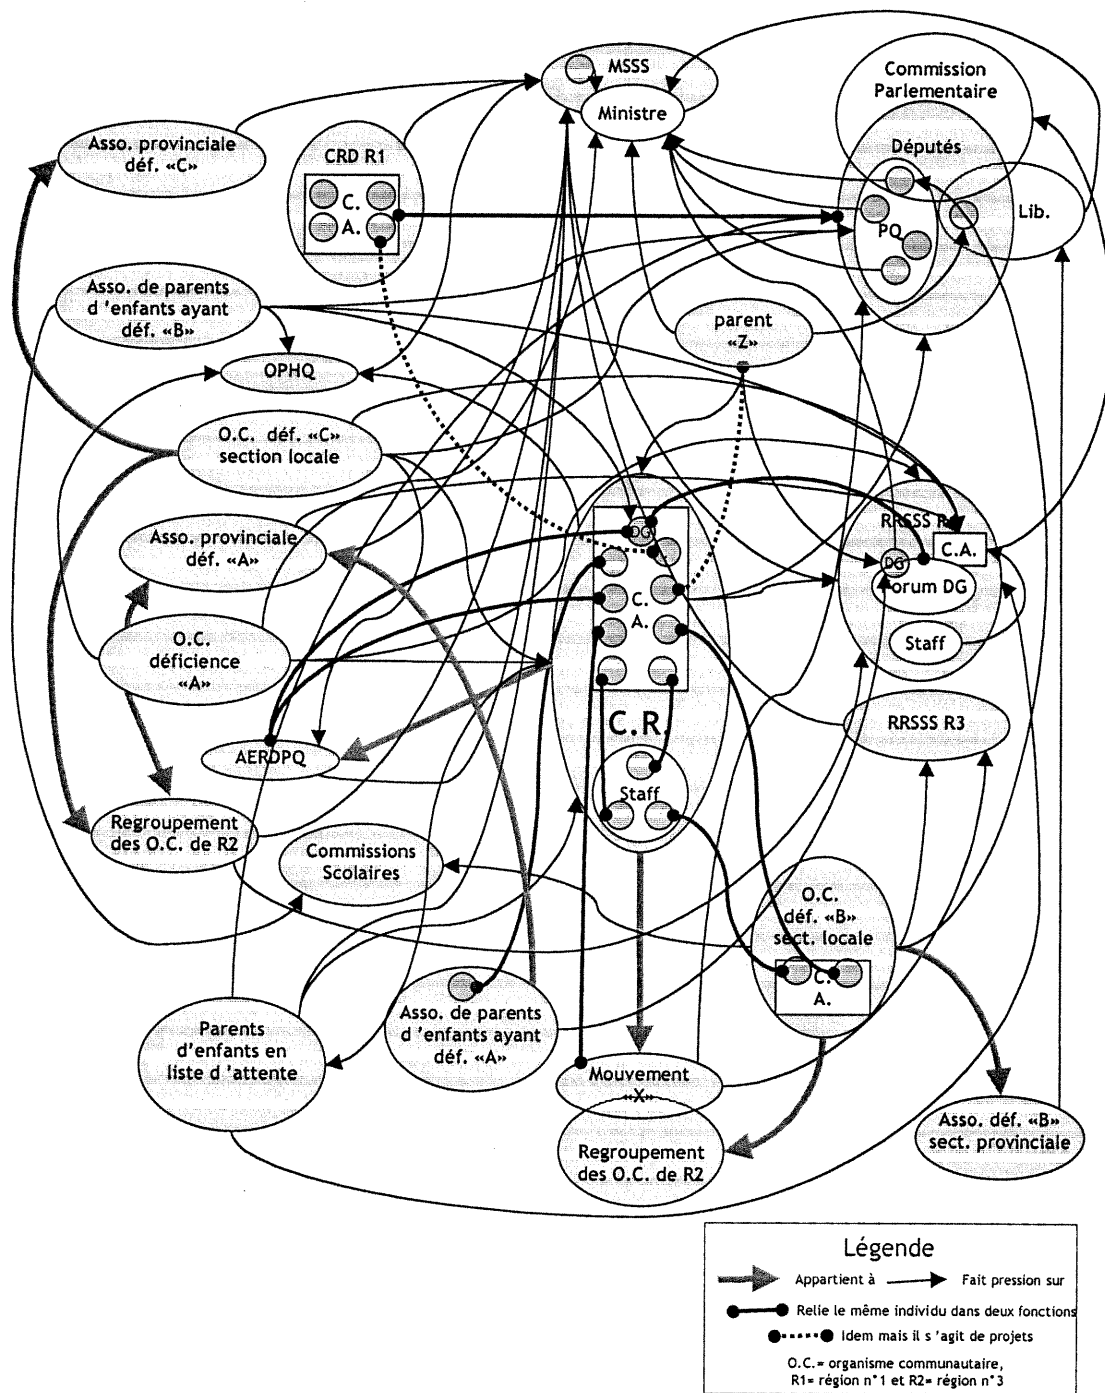 MSSS
Ministre
Commission
Parlementaire
Députés
PQ
Lib.
Asso. provinciale
déf. «C»
CRD R1
C.
A.
Asso. de parents
d 'enfants ayant
déf. «B»
parent
«Z»
OPHQ
O.C. déf. «C»
section locale
Asso. provinciale
déf. «A»
DG
C.
A.
C.R.
Staff
RRSSS R
C.A.
DG
Forum DG
Staff
O.C.
déficience
«A»
RRSSS R3
AERDPQ
Regroupement
des O.C. de R2
Commissions
Scolaires
O.C.
déf. «B»
sect. locale
C.
A.
Parents
d'enfants en
liste d 'attente
Asso. de parents
d 'enfants ayant
déf. «A»
Mouvement
«X»
Regroupement
des O.C. de R2
Asso. déf. «B»
sect. provinciale
Légende
Appartient à
Fait pression sur
Relie le même individu dans deux fonctions
Idem mais il s 'agit de projets
O.C.= organisme communautaire,
R1= région n°1 et R2= région n°3